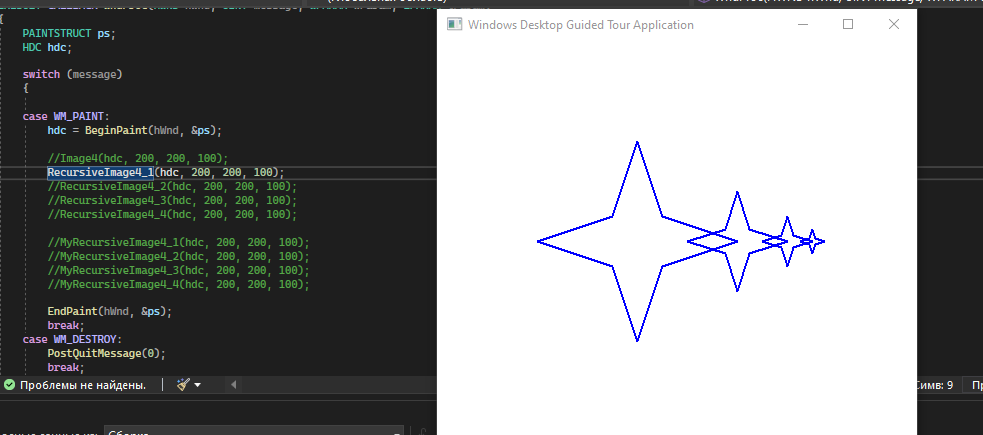 {
PAINTSTRUCT ps;
HDC hdc;
switch (message)
{
case WM_PAINT:
hdc = BeginPaint(hWnd, &ps);
//Image4(hdc, 200, 200, 100);
RecursiveImage4_1(hdc, 200, 200, 100);
//RecursiveImage4_2(hdc, 200, 200, 100);
//RecursiveImage4_3(hdc, 200, 200, 100);
//RecursiveImage4_4(hdc, 200, 200, 100);
//MyRecursiveImage4_1(hdc, 200, 200, 100);
//MyRecursiveImage4_2(hdc, 200, 200, 100);
//MyRecursiveImage4_3(hdc, 200, 200, 100);
//MyRecursiveImage4_4(hdc, 200, 200, 100);
EndPaint(hWnd, &ps);
break;
case WM_DESTROY:
PostQuitMessage(0);
break;
Проблемы не найдены.
Windows Desktop Guided Tour Application
Симв: 9